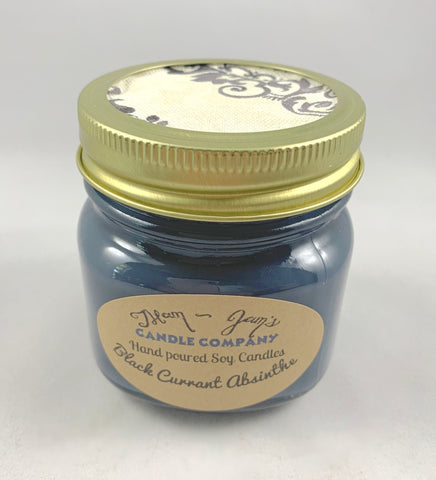 Mam - Jam's
CANDLE COMPANY
Hand poured Soy Candles
Black Currant Absinthe